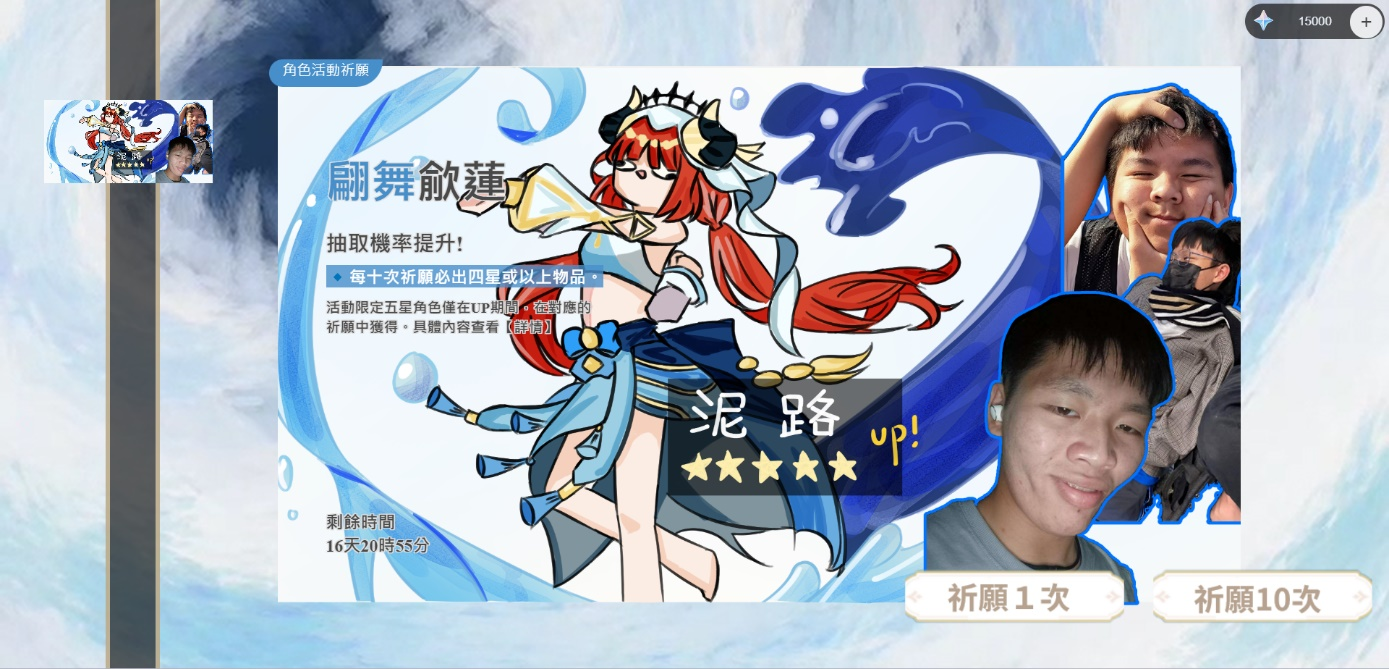 15000
角色活動祈願
翩舞歈蓮
抽取機率提升!
每十次祈願必出四星或以上物品。
活動限定五星角色僅在UP期間，在對應的
祈願中獲得。具體內容查看【詳情】
泥 路
up!
剩餘時間
16天20時55分
祈願1次
祈願10次